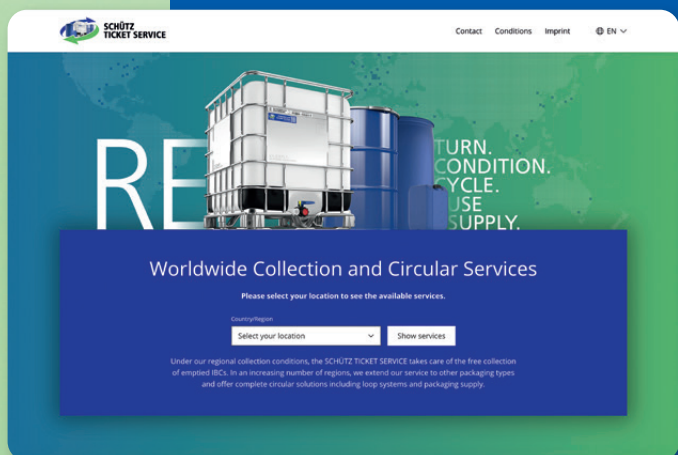 SCHÜTZ
TICKET SERVICE
Contact Conditions Imprint EN
RE
TURN.
CONDITION.
CYCLE.
USE
SUPPLY.
Worldwide Collection and Circular Services
Please select your location to see the available services.
Country/Region
Select your location Show services
Under our regional collection conditions, the SCHÜTZ TICKET SERVICE takes care of the free collection
of emptied IBCs. In an increasing number of regions, we extend our service to other packaging types
and offer complete circular solutions including loop systems and packaging supply.